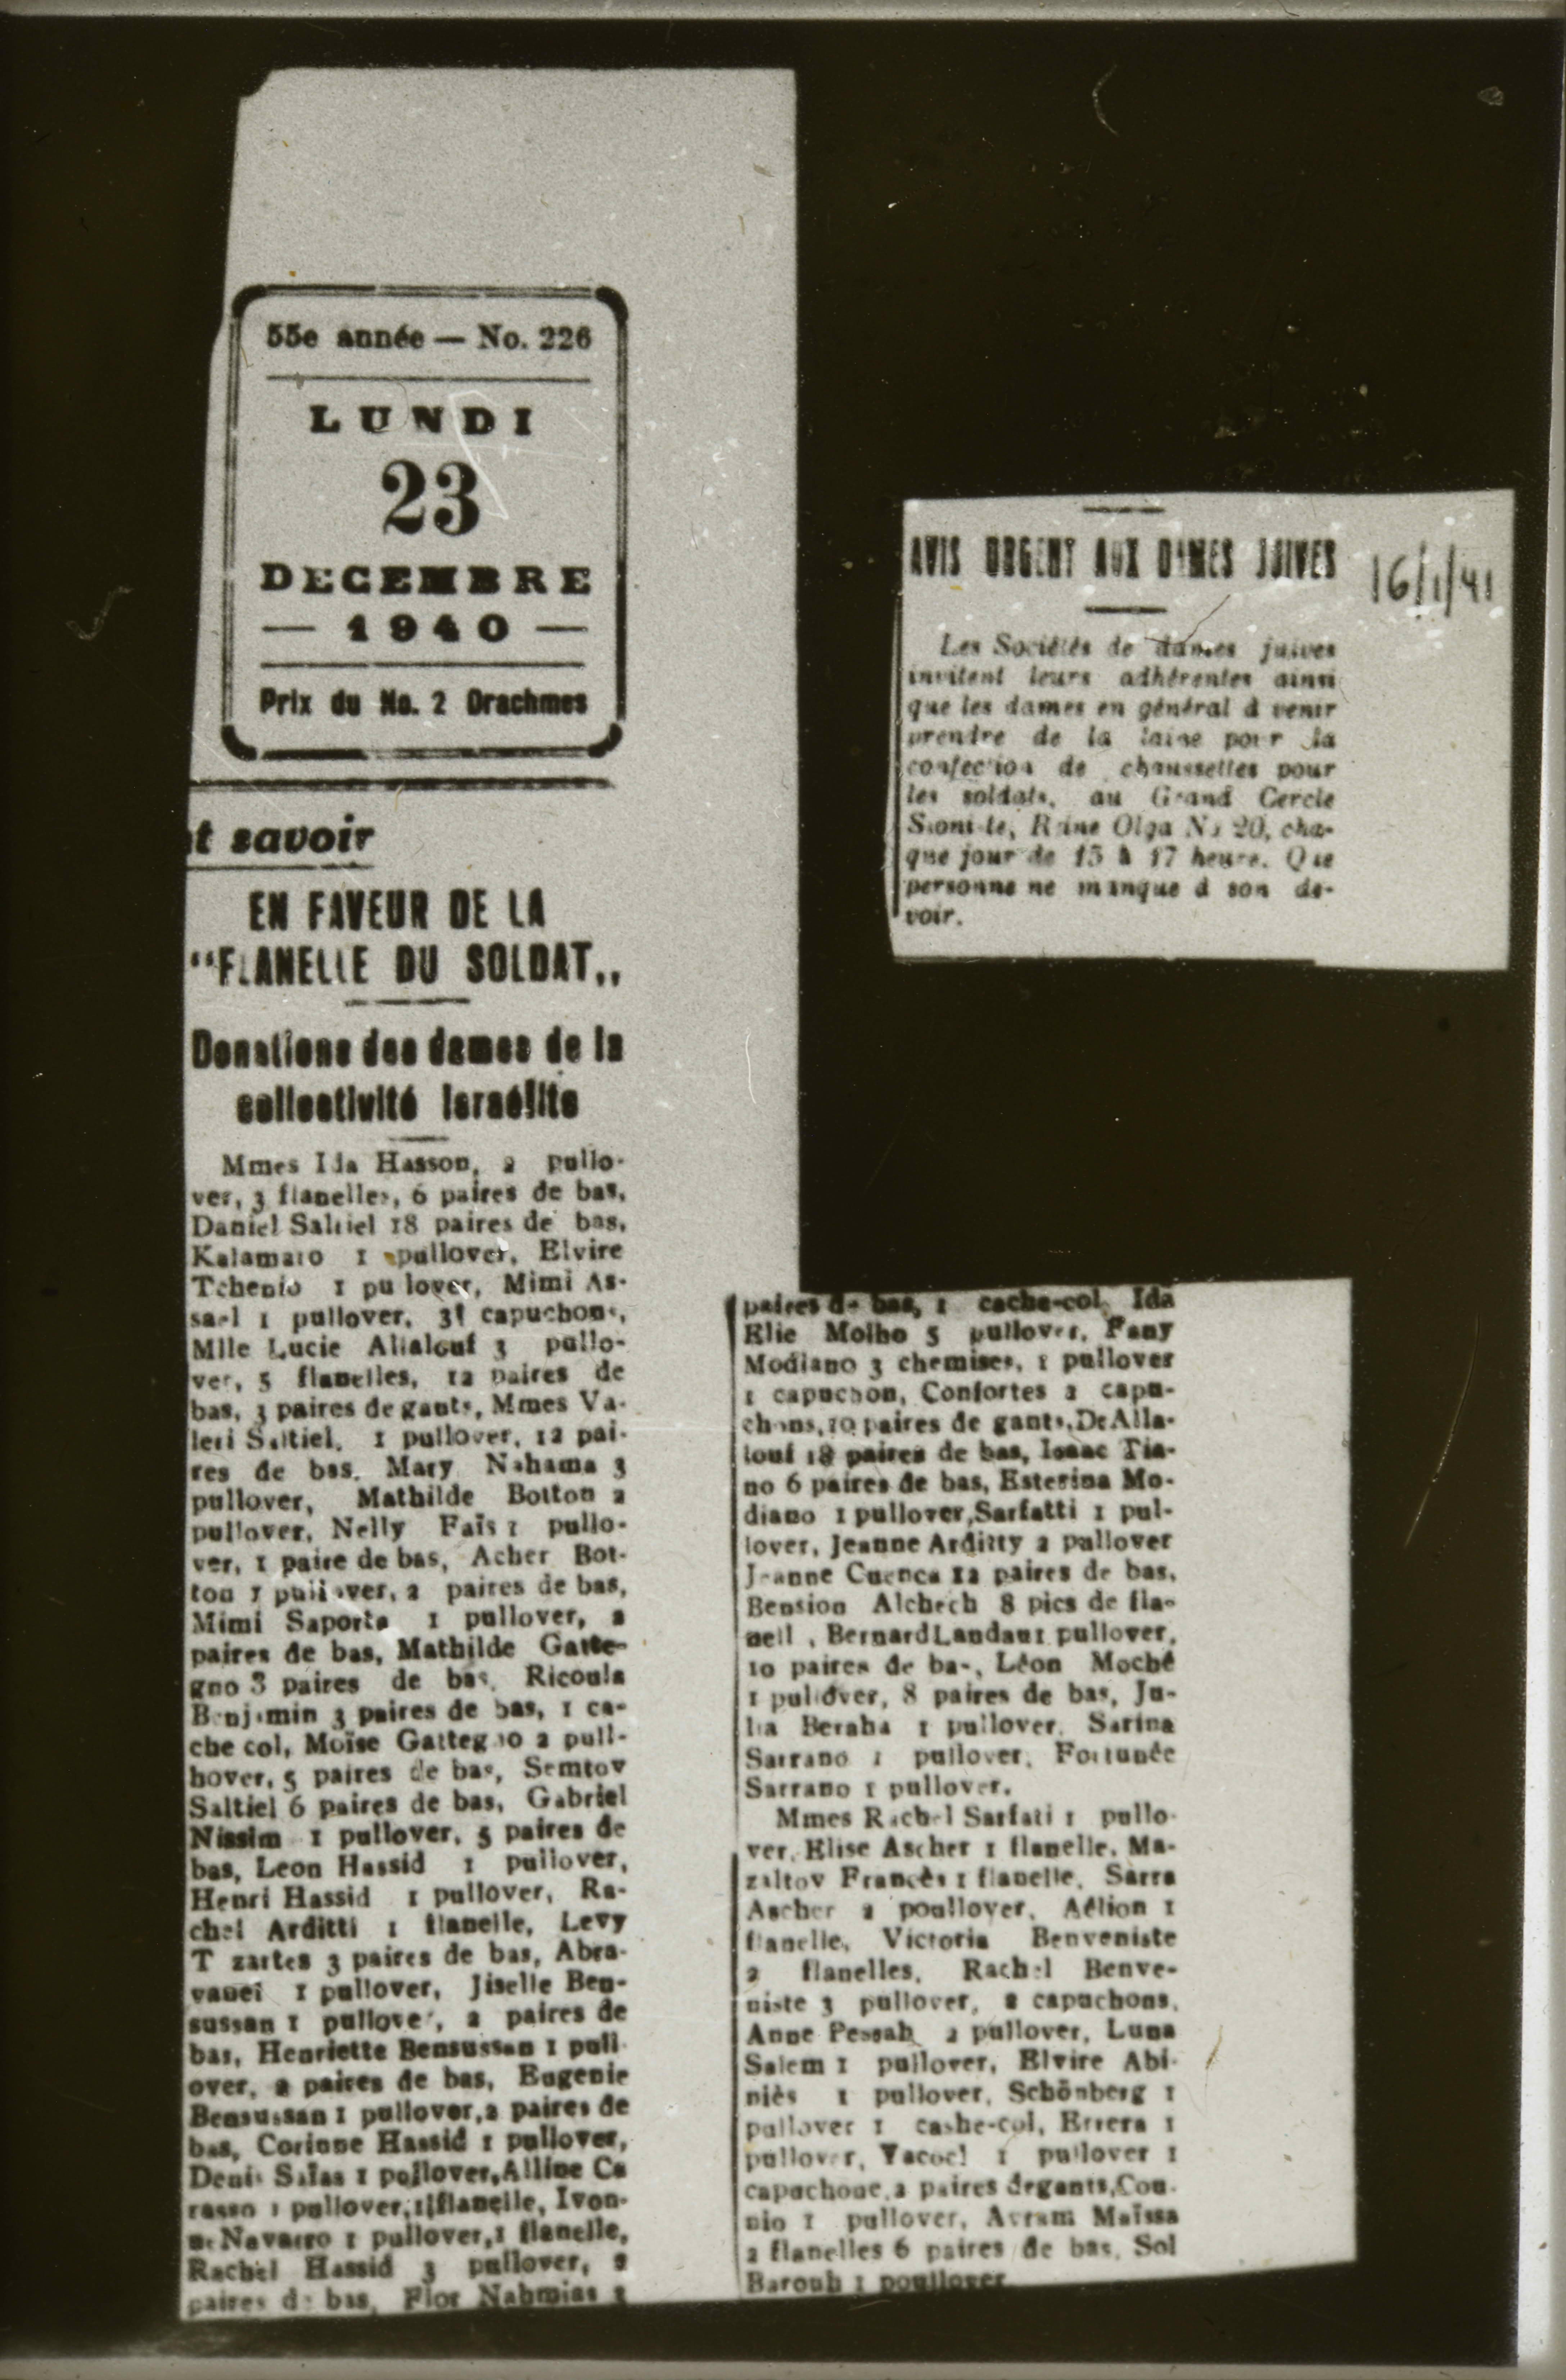 55e année — No. 226
LUNDI
23
DECEMBRE
— 1940 —
Prix du No. 2 Drachmes
t savoir
EN FAVEUR DE LA
“FLANELLE DU SOLDAT„
Donations des dames de la
collectivité Israélite
Mmes Ida Hasson, 2 pullo-
ver, 3 flanelles, 6 paires de bas,
Daniel Saltiel 18 paires de bas,
Kalamaro 1 pullover, Elvire
Tchenio 1 pullover, Mimi As-
sael 1 pullover, 31 capuchons,
Mlle Lucie Allalouf 3 pullo-
ver, 5 flanelles, 12 paires de
bas, 3 paires de gants, Mmes Va-
leri Saltiel, 1 pullover, 12 pai-
res de bas, Mary Nahama 3
pullover, Mathilde Botton 2
pullover, Nelly Faïs 1 pullo-
ver, 1 paire de bas, Acher Bot-
ton 1 pullover, 2 paires de bas,
Mimi Saporta 1 pullover, 2
paires de bas, Mathilde Gatte-
gno 3 paires de bas, Ricoula
Benjamin 3 paires de bas, 1 ca-
che col, Moïse Gattegno 2 pull-
hover, 5 paires de bas, Semtov
Saltiel 6 paires de bas, Gabriel
Nissim 1 pullover, 5 paires de
bas, Leon Hassid 1 pullover,
Henri Hassid 1 pullover, Ra-
chel Arditti 1 flanelle, Levy
T zartes 3 paires de bas, Abra-
vanel 1 pullover, Jiselle Ben-
sussan 1 pullover, 2 paires de
bas, Henriette Bensussan 1 pull
over, 2 paires de bas, Eugenie
Bensussan 1 pullover, 2 paires de
bas, Corinne Hassid 1 pullover,
Denis Salas 1 pollover, Alline Ca
rasso 1 pullover, 1 flanelle, Ivon-
ne Navarro 1 pullover, 1 flanelle,
Rachel Hassid 3 pullover, 2
paires de bas, Flor Nahmias
paires de bas, 1 cache-col, Ida
Elie Molho 5 pullover, Fany
Modiano 3 chemises, 1 pullover
1 capuchon, Confortes 2 capu-
chons, 10 paires de gants, De Alla-
louf 18 paires de bas, Isaac Tia-
no 6 paires de bas, Esterina Mo-
diano 1 pullover, Sarfatti 1 pul-
lover, Jeanne Arditty 2 pullover
Jeanne Cuenca 12 paires de bas,
Bension Alchech 8 pics de fla-
nell , Bernard Landau 1 pullover,
10 paires de bas, Léon Moché
1 pullover, 8 paires de bas, Ju-
lia Beraha 1 pullover, Sarina
Sarrano 1 pullover, Fortunée
Sarrano 1 pullover.
Mmes Rachel Sarfati 1 pullo-
ver, Elise Ascher 1 flanelle, Ma-
zaltov Francès 1 flanelle, Sarra
Ascher 2 poullover, Aélion 1
flanelle, Victoria Benveniste
2 flanelles, Rachel Benve-
niste 3 pullover, 2 capuchons,
Anne Pessah 2 pullover, Luna
Salem 1 pullover, Elvire Abi-
niès 1 pullover, Schönberg 1
pullover 1 cashe-col, Errera 1
pullover, Yacoel 1 pullover 1
capuchone, 2 paires de gants, Cou-
nio 1 pullover, Avram Maïssa
2 flanelles 6 paires de bas, Sol
Barouh 1 poullover
AVIS URGENT AUX DAMES JUIVES
16/1/41
Les Sociétés de dames juives
invitent leurs adhérentes ainsi
que les dames en général à venir
prendre de la laine pour la
confection de chaussettes pour
les soldats, au Grand Cercle
Sioniste, Reine Olga No 20, cha-
que jour de 15 à 17 heure. Que
personne ne manque à son de-
voir.